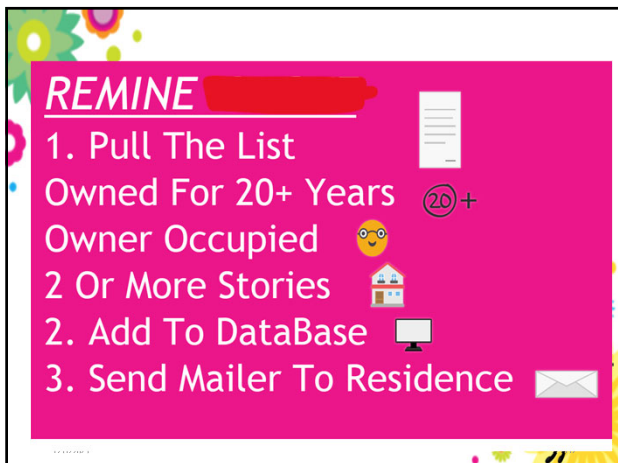 REMINE
1. Pull The List
Owned For 20+ Years 20+
Owner Occupied
2 Or More Stories
2. Add To DataBase
3. Send Mailer To Residence